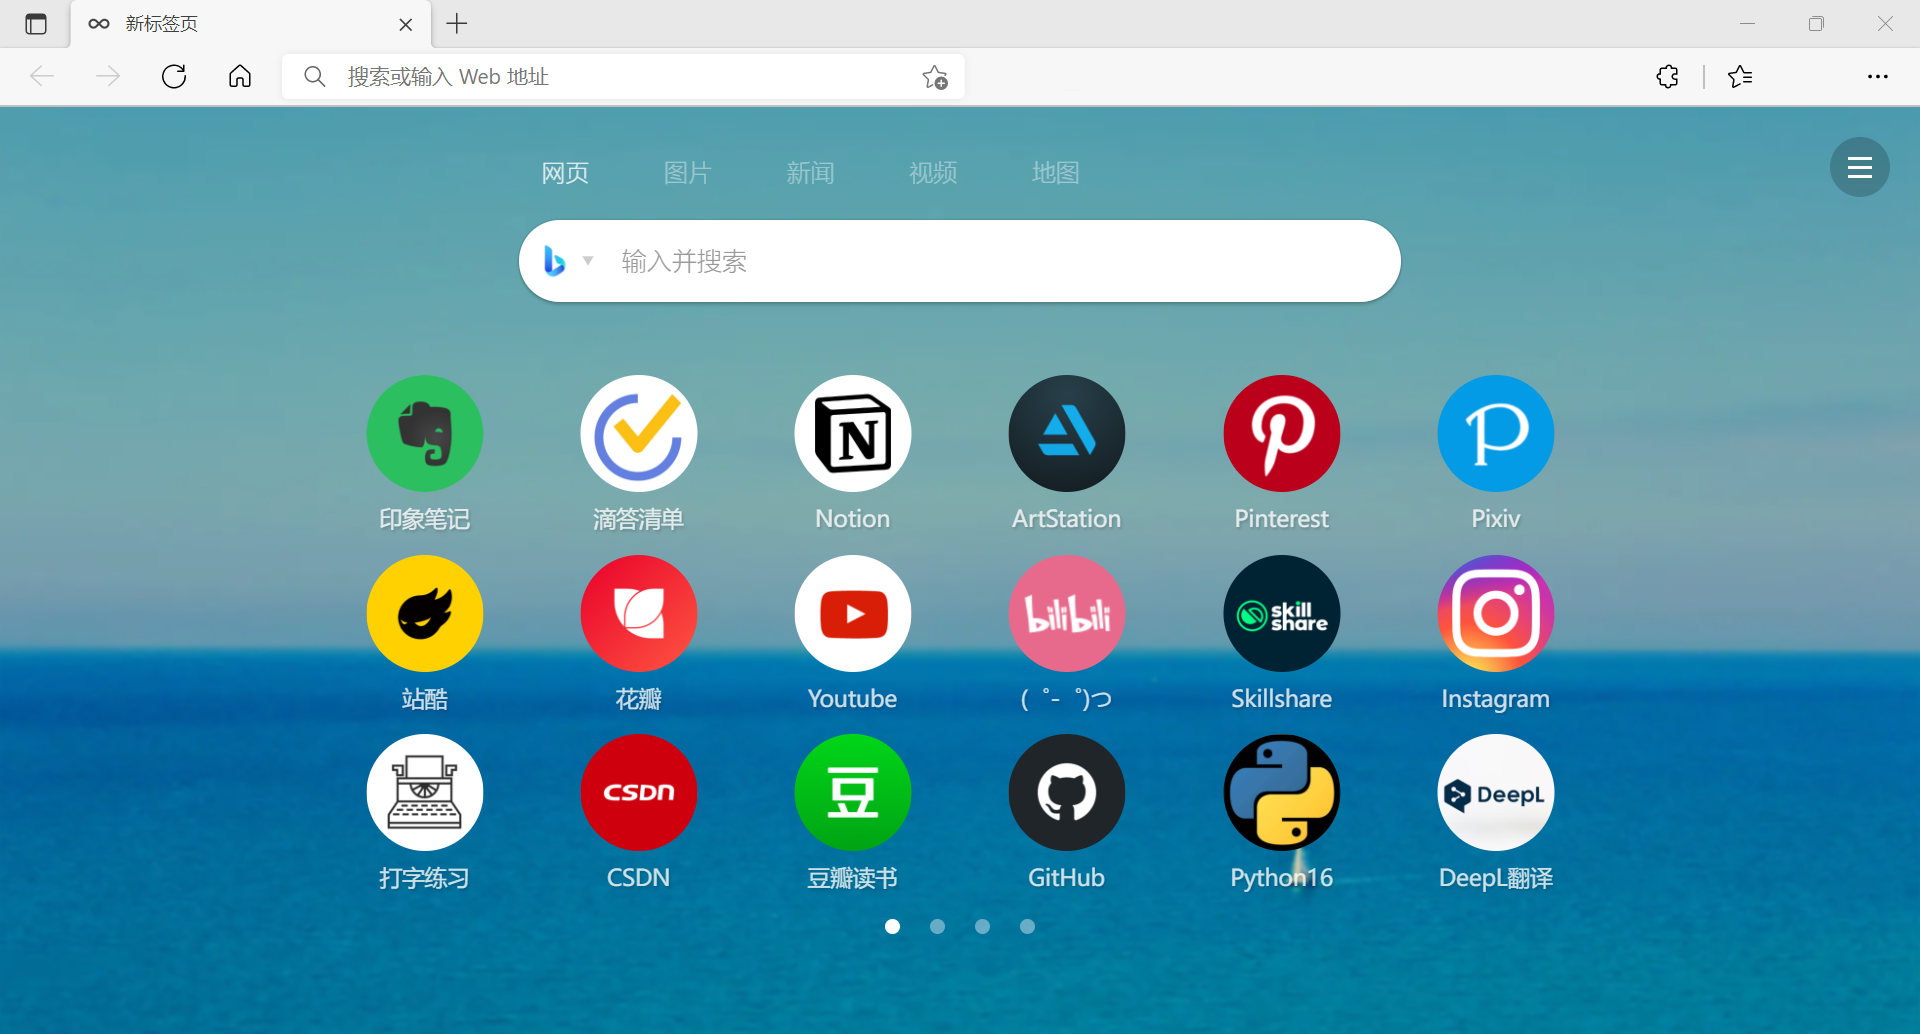 新标签页
搜索或输入 Web 地址
网页 图片 新闻 视频 地图
输入并搜索
N
印象笔记 滴答清单 Notion ArtStation Pinterest Pixiv
bilibili skill share
站酷 花瓣 Youtube ( ゜- ゜)つ Skillshare Instagram
CSDN 豆 DeepL
打字练习 CSDN 豆瓣读书 GitHub Python16 DeepL翻译